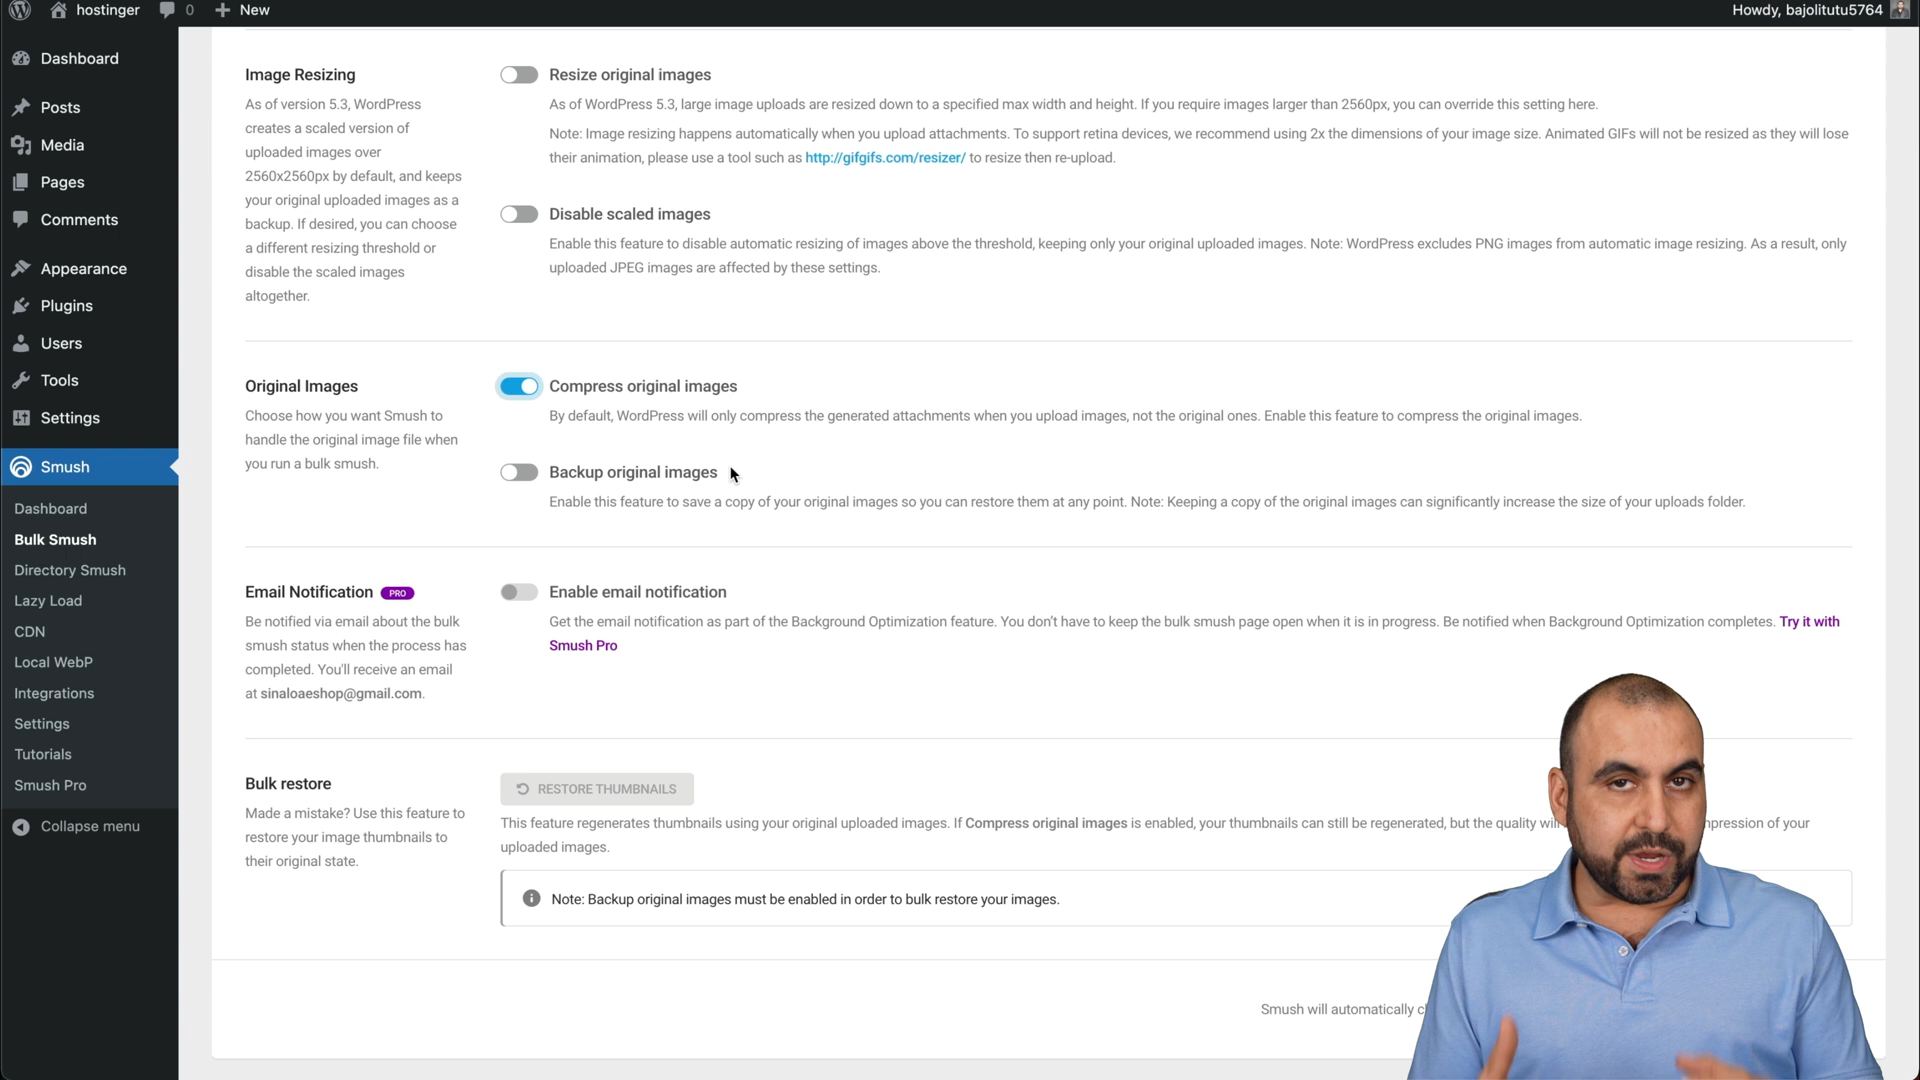 hostinger
0
New
Howdy, bajolitutu5764
Dashboard
Posts
Media
Pages
Comments
Appearance
Plugins
Users
Tools
Settings
Smush
Dashboard
Bulk Smush
Directory Smush
Lazy Load
CDN
Local WebP
Integrations
Settings
Tutorials
Smush Pro
Collapse menu
Image Resizing
As of version 5.3, WordPress
creates a scaled version of
uploaded images over
2560x2560px by default, and keeps
your original uploaded images as a
backup. If desired, you can choose
a different resizing threshold or
disable the scaled images
altogether.
Resize original images
As of WordPress 5.3, large image uploads are resized down to a specified max width and height. If you require images larger than 2560px, you can override this setting here.
Note: Image resizing happens automatically when you upload attachments. To support retina devices, we recommend using 2x the dimensions of your image size. Animated GIFs will not be resized as they will lose
their animation, please use a tool such as http://gifgifs.com/resizer/ to resize then re-upload.
Disable scaled images
Enable this feature to disable automatic resizing of images above the threshold, keeping only your original uploaded images. Note: WordPress excludes PNG images from automatic image resizing. As a result, only
uploaded JPEG images are affected by these settings.
Original Images
Choose how you want Smush to
handle the original image file when
you run a bulk smush.
Compress original images
By default, WordPress will only compress the generated attachments when you upload images, not the original ones. Enable this feature to compress the original images.
Backup original images
Enable this feature to save a copy of your original images so you can restore them at any point. Note: Keeping a copy of the original images can significantly increase the size of your uploads folder.
Email Notification PRO
Be notified via email about the bulk
smush status when the process has
completed. You'll receive an email
at sinaloaeshop@gmail.com.
Enable email notification
Get the email notification as part of the Background Optimization feature. You don't have to keep the bulk smush page open when it is in progress. Be notified when Background Optimization completes. Try it with
Smush Pro
Bulk restore
Made a mistake? Use this feature to
restore your image thumbnails to
their original state.
RESTORE THUMBNAILS
This feature regenerates thumbnails using your original uploaded images. If Compress original images is enabled, your thumbnails can still be regenerated, but the quality will of your
uploaded images.
Note: Backup original images must be enabled in order to bulk restore your images.
Smush will automatically